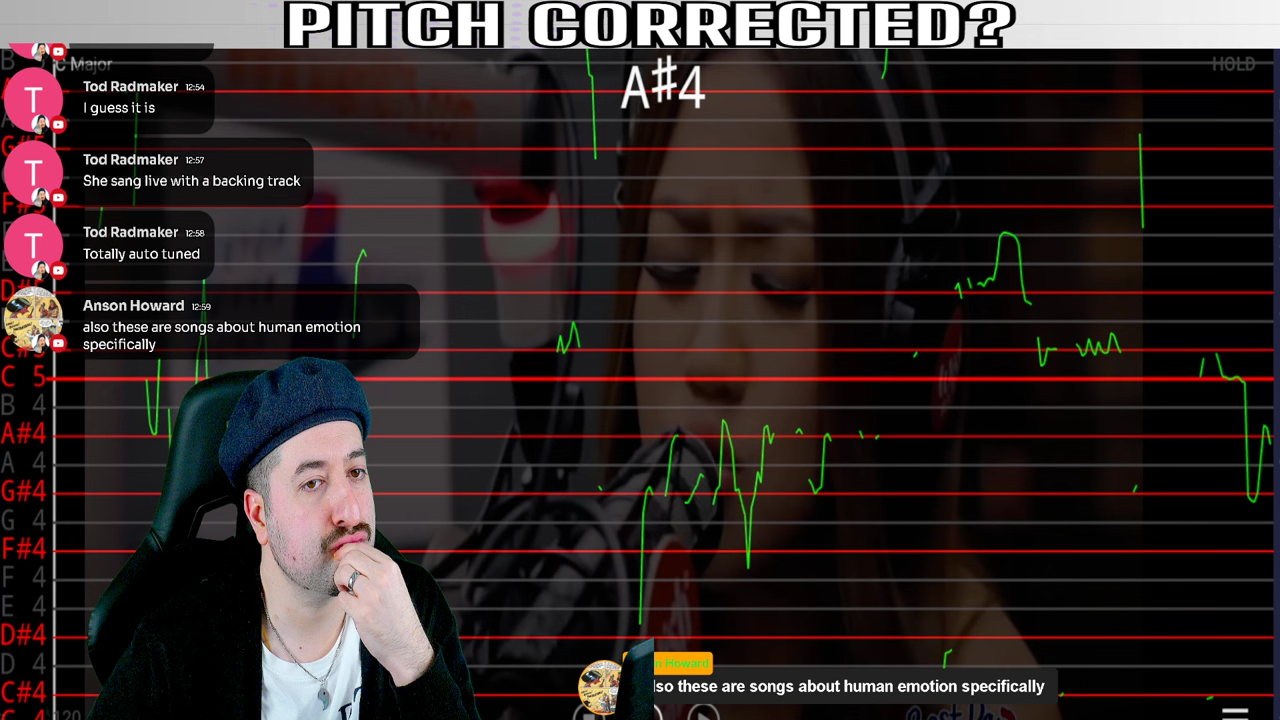 PITCH CORRECTED?
C Major
HOLD
A#4
T
Tod Radmaker 12:54
I guess it is
T
Tod Radmaker 12:57
She sang live with a backing track
T
Tod Radmaker 12:58
Totally auto tuned
Anson Howard 12:59
also these are songs about human emotion
specifically
C 5
B 4
A#4
A 4
G#4
G 4
F#4
F 4
E 4
D#4
D 4
C#4
Howard
so these are songs about human emotion specifically
120